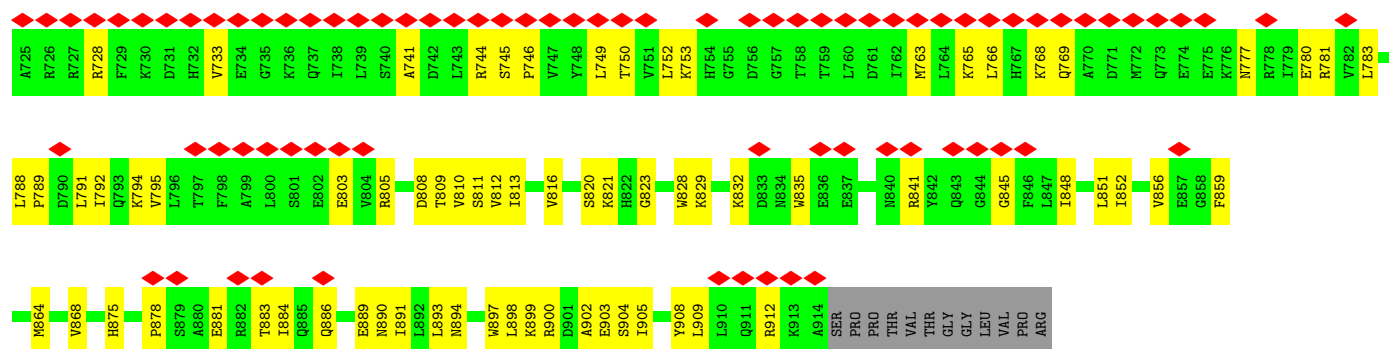 A725 R726 R727 R728 F729 K730 D731 H732 V733 E734 G735 K736 Q737 I738 L739 S740 A741 D742 L743 R744 S745 P746 V747 Y748 L749 T750 V751 L752 K753 H754 G755 D756 G757 T758 T759 L760 D761 I762 M763 L764 K765 L766 H767 K768 Q769 A770 D771 M772 Q773 E774 E775 K776 N777 R778 I779 E780 R781 V782 L783
L788 P789 D790 L791 I792 Q793 K794 V795 L796 T797 F798 A799 L800 S801 E802 E803 V804 R805 D808 T809 V810 S811 V812 I813 V816 S820 K821 H822 G823 W828 K829 K832 D833 N834 W835 E836 E837 N840 R841 Y842 Q843 G844 G845 F846 L847 I848 L851 I852 V856 E857 G858 F859
M864 V868 H875 P878 S879 A880 E881 R882 T883 I884 Q885 Q886 E889 N890 I891 L892 L893 N894 W897 L898 K899 R900 D901 A902 E903 S904 I905 Y908 L909 L910 Q911 R912 K913 A914 SER PRO PRO THR VAL THR GLY GLY LEU VAL PRO ARG